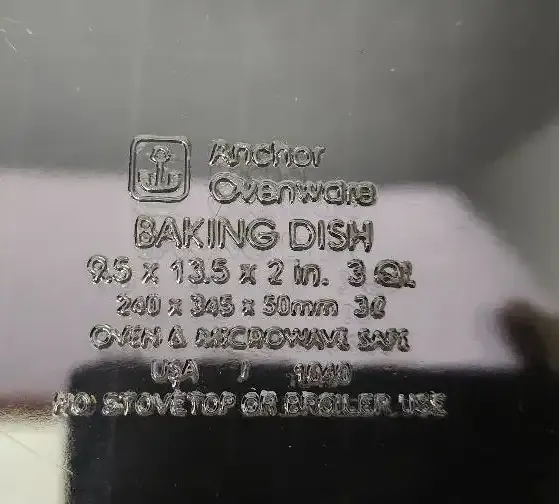 Anchor
Ovenware
BAKING DISH
9.5 x 13.5 x 2 in. 3 Qt.
240 x 345 x 50mm 3ℓ
OVEN & MICROWAVE SAFE
USA 1040
NO STOVETOP OR BROILER USE